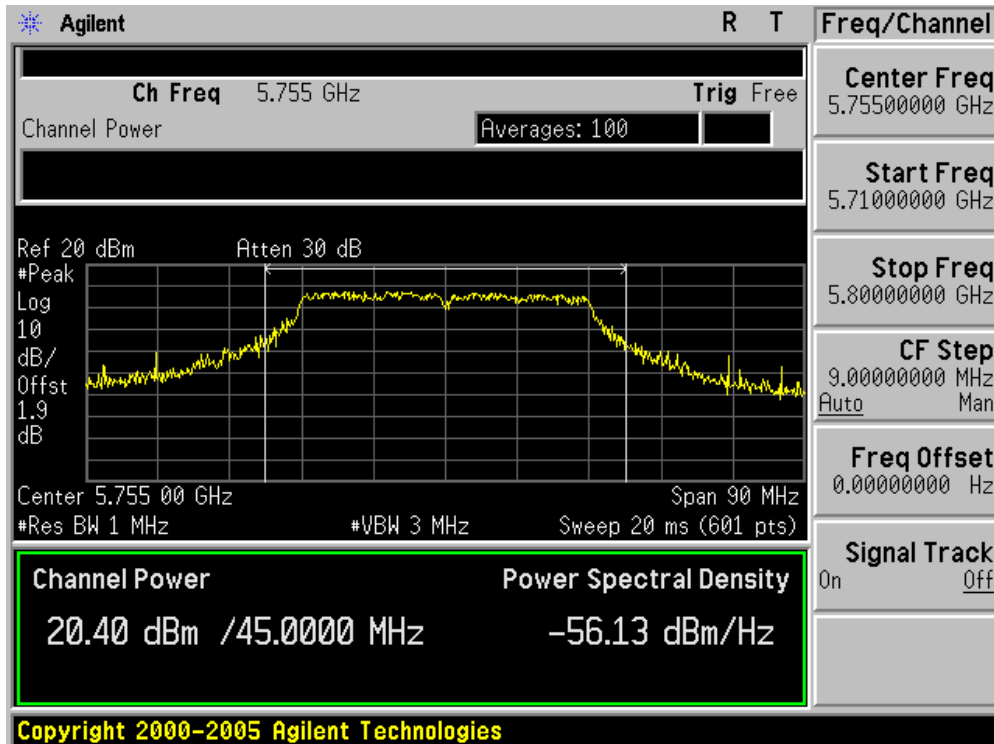 Agilent R T
Freq/Channel
Ch Freq 5.755 GHz Trig Free
Channel Power Averages: 100
Ref 20 dBm Atten 30 dB
#Peak
Log
10
dB/
Offst
1.9
dB
Center 5.755 00 GHz Span 90 MHz
#Res BW 1 MHz #VBW 3 MHz Sweep 20 ms (601 pts)
Channel Power Power Spectral Density
20.40 dBm /45.0000 MHz -56.13 dBm/Hz
Center Freq
5.75500000 GHz
Start Freq
5.71000000 GHz
Stop Freq
5.80000000 GHz
CF Step
9.00000000 MHz
Auto Man
Freq Offset
0.00000000 Hz
Signal Track
On Off
Copyright 2000-2005 Agilent Technologies